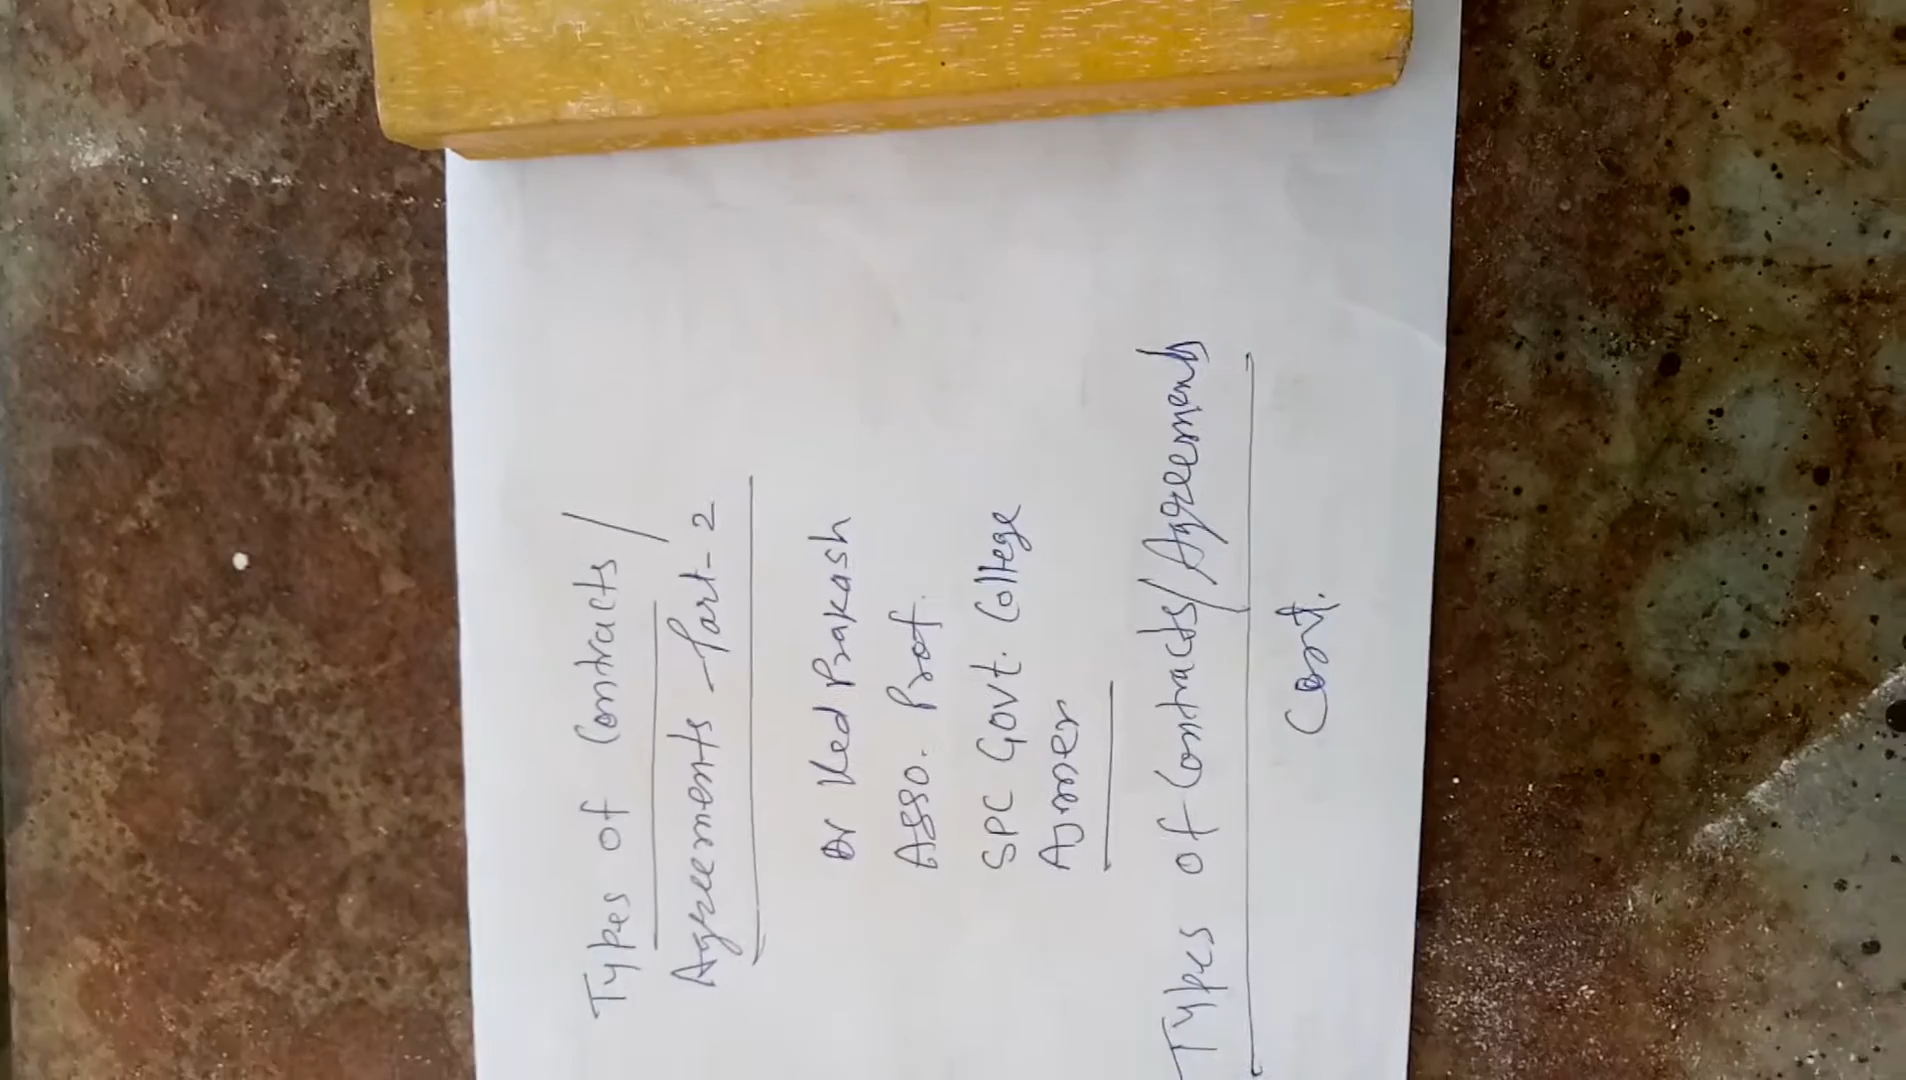 Types of Contracts/
Agreements Part-2
Dr Ved Prakash
Asso. Prof.
SPC Govt. College
Ajmer
Types of Contracts/Agreements
Cont.